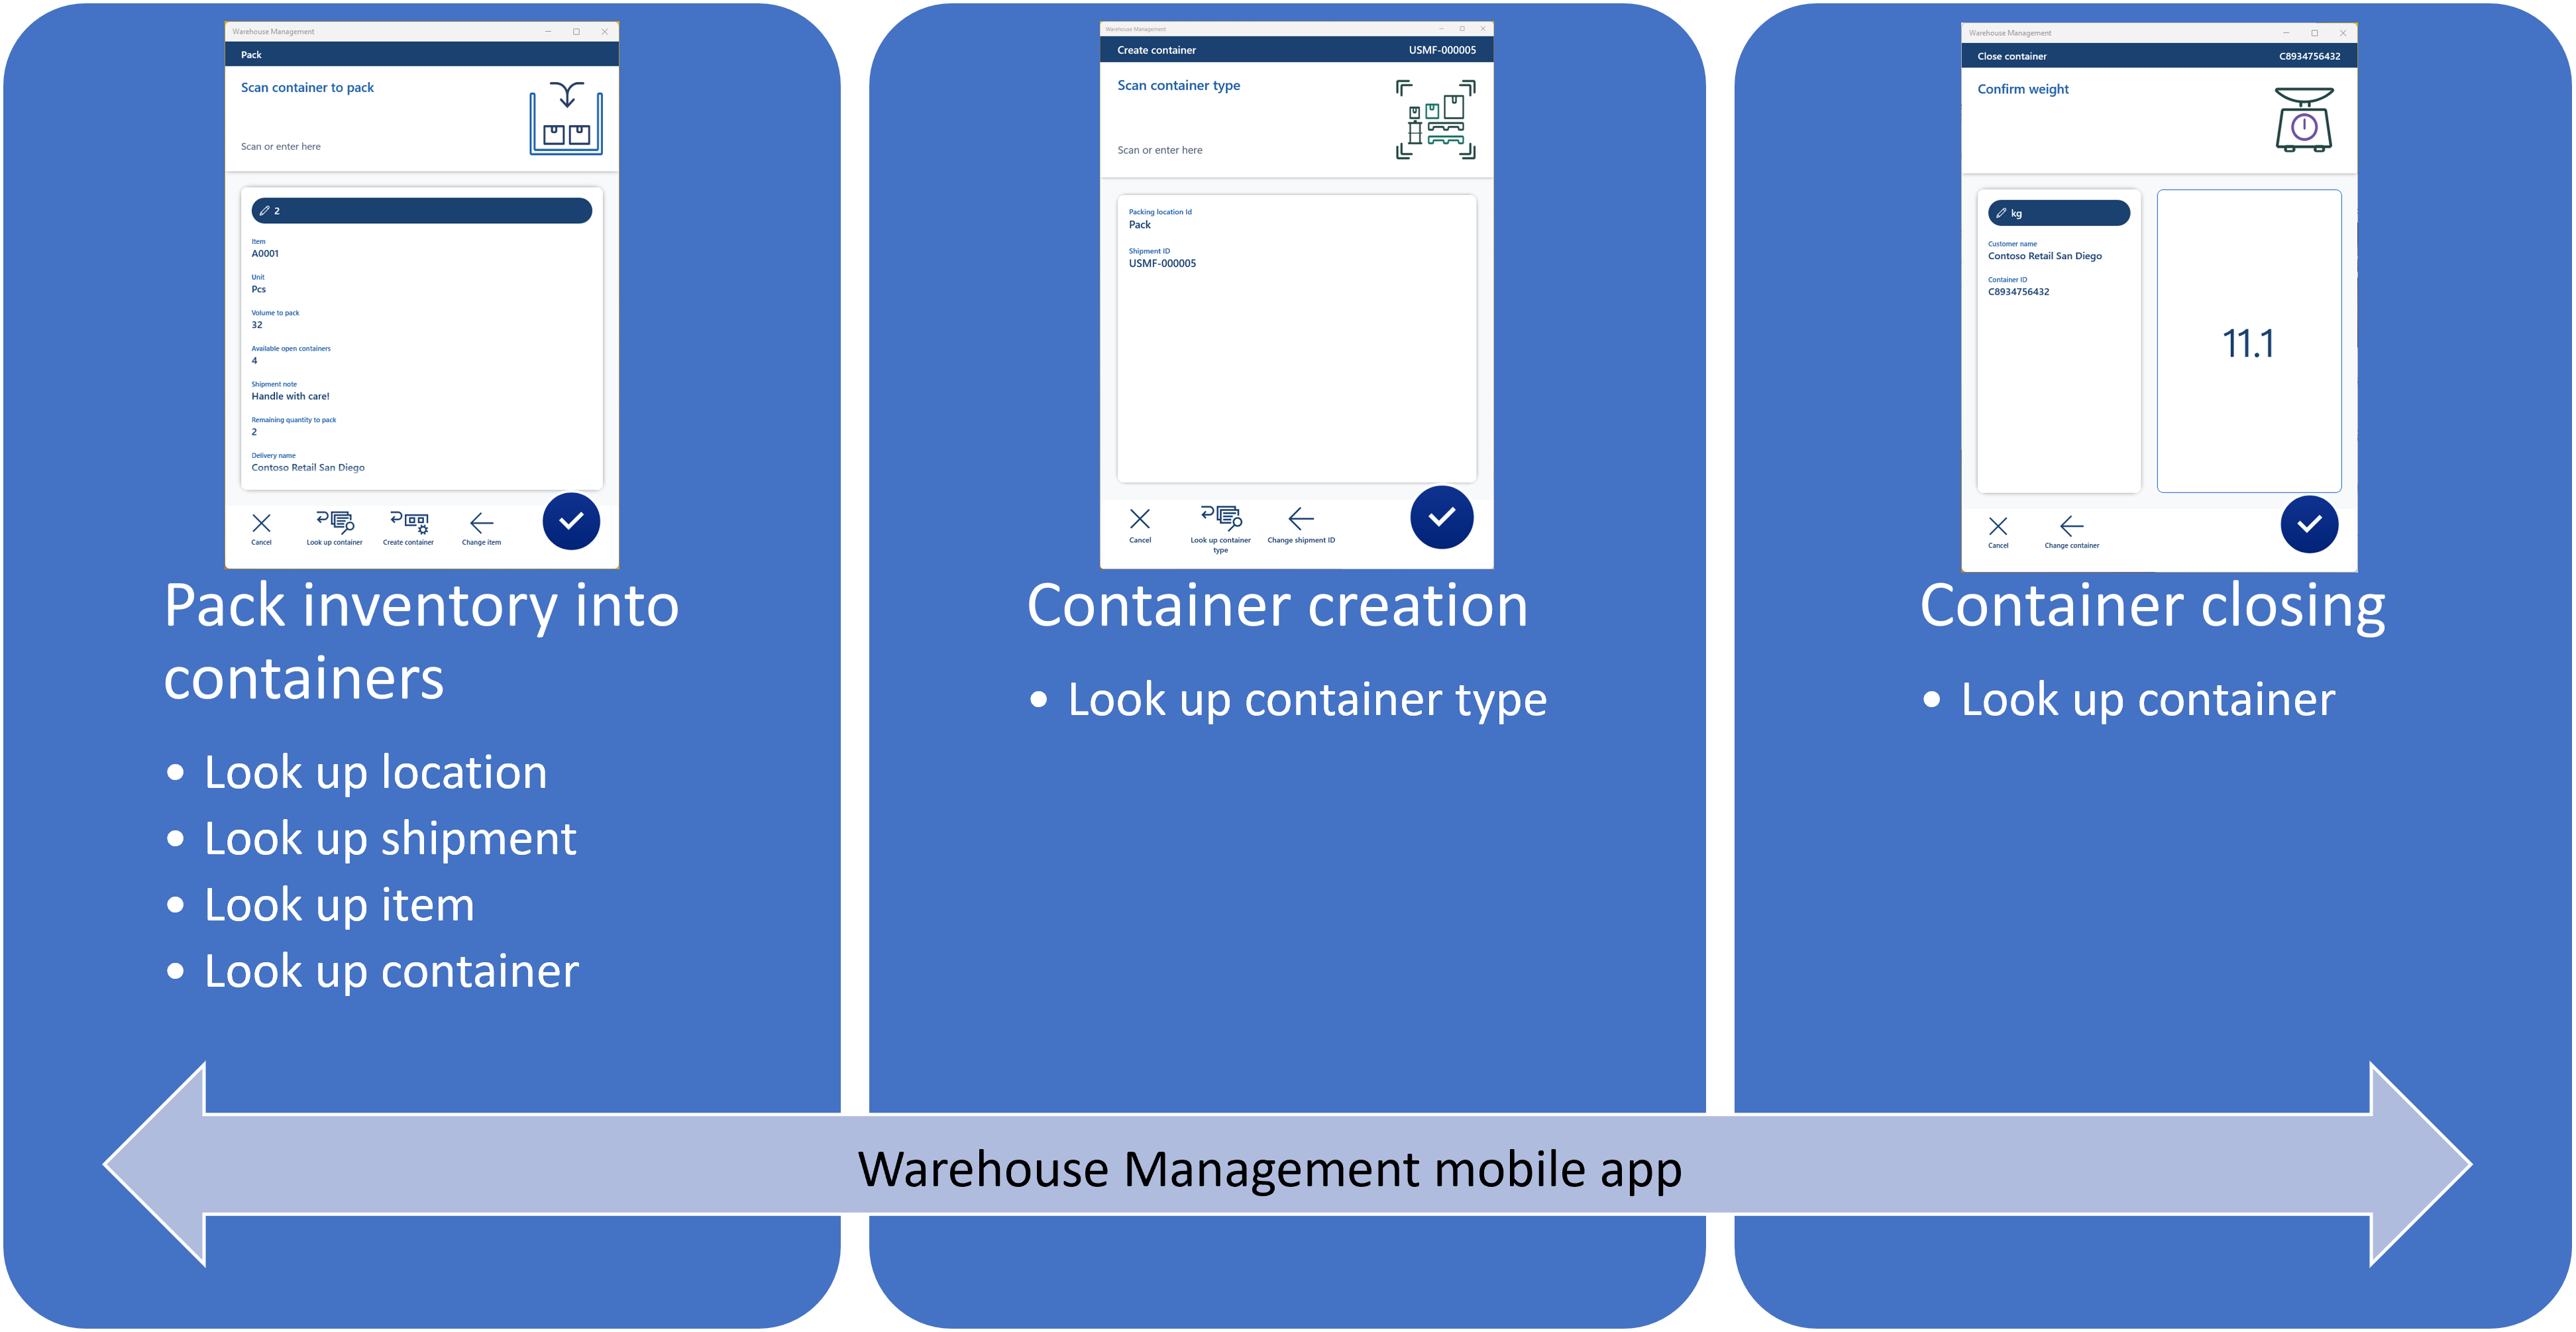 Warehouse Management
Pack
Scan container to pack
Scan or enter here
2
Item
A0001
Unit
Pcs
Volume to pack
32
Available open containers
4
Shipment note
Handle with care!
Remaining quantity to pack
2
Delivery name
Contoso Retail San Diego
Cancel
Look up container
Create container
Change item
Pack inventory into
containers
• Look up location
• Look up shipment
• Look up item
• Look up container
Warehouse Management
Create container USMF-000005
Scan container type
Scan or enter here
Packing location Id
Pack
Shipment ID
USMF-000005
Cancel
Look up container
type
Change shipment ID
Container creation
• Look up container type
Warehouse Management
Close container C8934756432
Confirm weight
kg
Customer name
Contoso Retail San Diego
Container ID
C8934756432
11.1
Cancel
Change container
Container closing
• Look up container
Warehouse Management mobile app